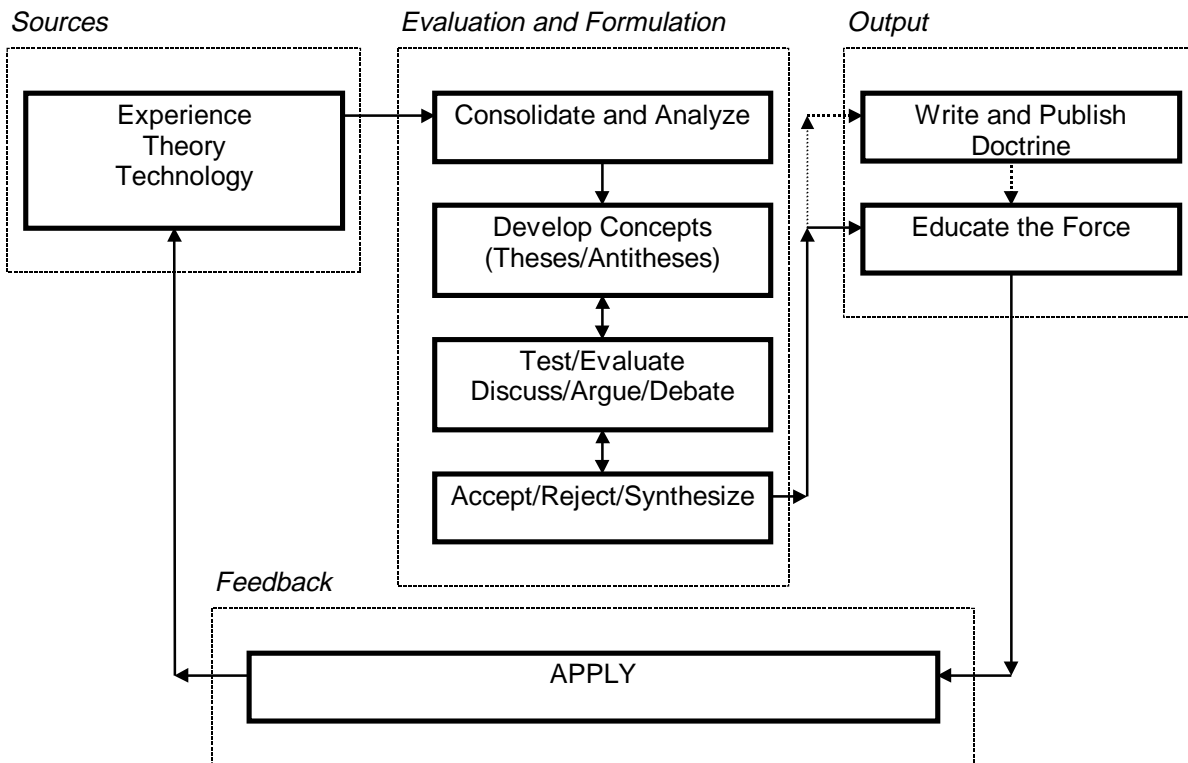 Sources
Experience
Theory
Technology
Evaluation and Formulation
Consolidate and Analyze
Develop Concepts
(Theses/Antitheses)
Test/Evaluate
Discuss/Argue/Debate
Accept/Reject/Synthesize
Output
Write and Publish
Doctrine
Educate the Force
Feedback
APPLY